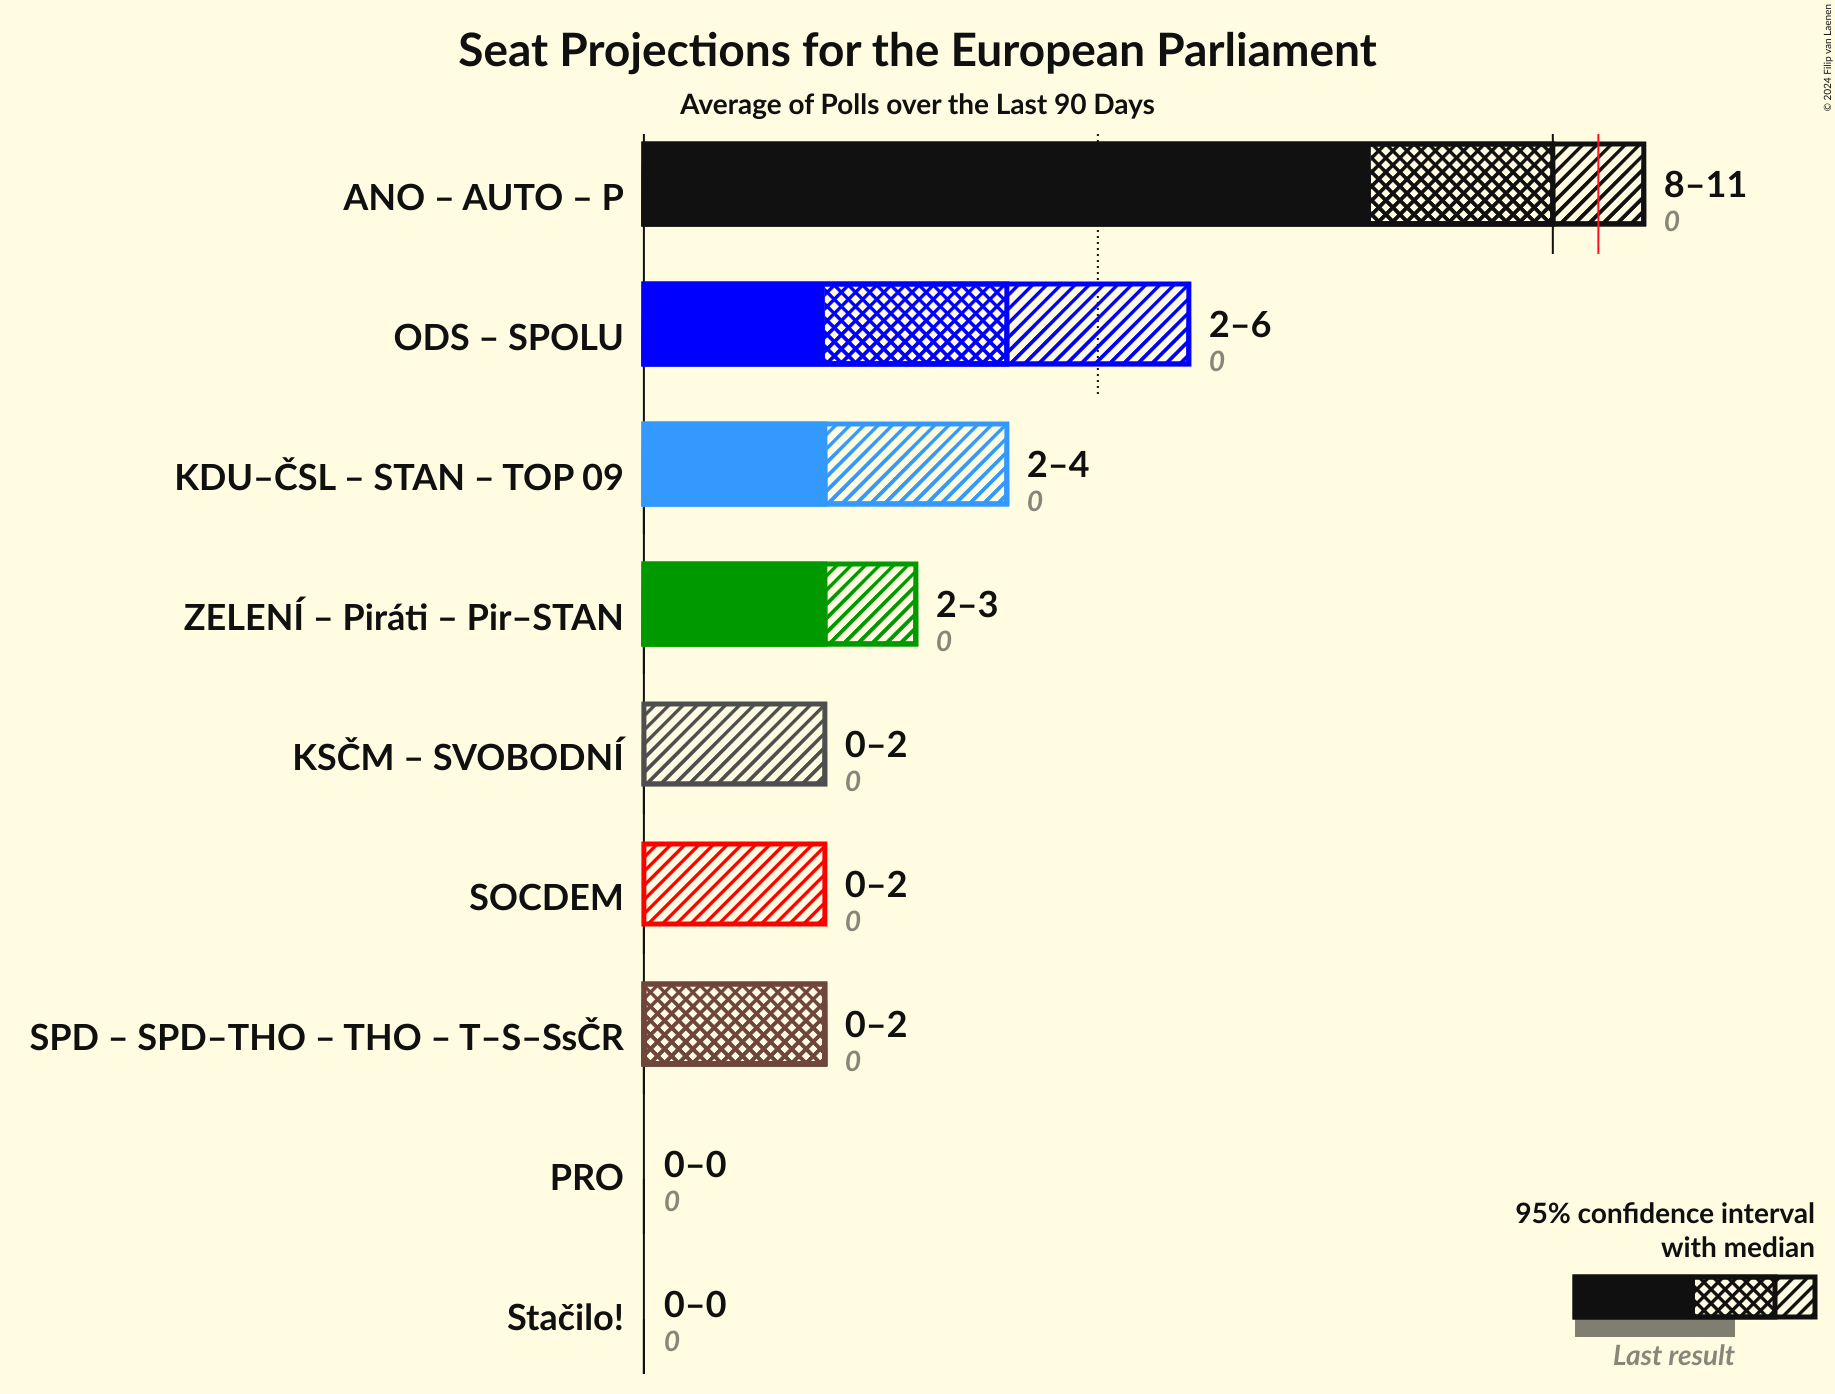 Seat Projections for the European Parliament
Average of Polls over the Last 90 Days
© 2024 Filip van Laenen
ANO – AUTO – P
8–11
0
ODS – SPOLU
2–6
0
KDU–ČSL – STAN – TOP 09
2–4
0
ZELENÍ – Piráti – Pir–STAN
2–3
0
KSČM – SVOBODNÍ
0–2
0
SOCDEM
0–2
0
SPD – SPD–THO – THO – T–S–SsČR
0–2
0
PRO
0–0
0
Stačilo!
0–0
0
95% confidence interval
with median
Last result